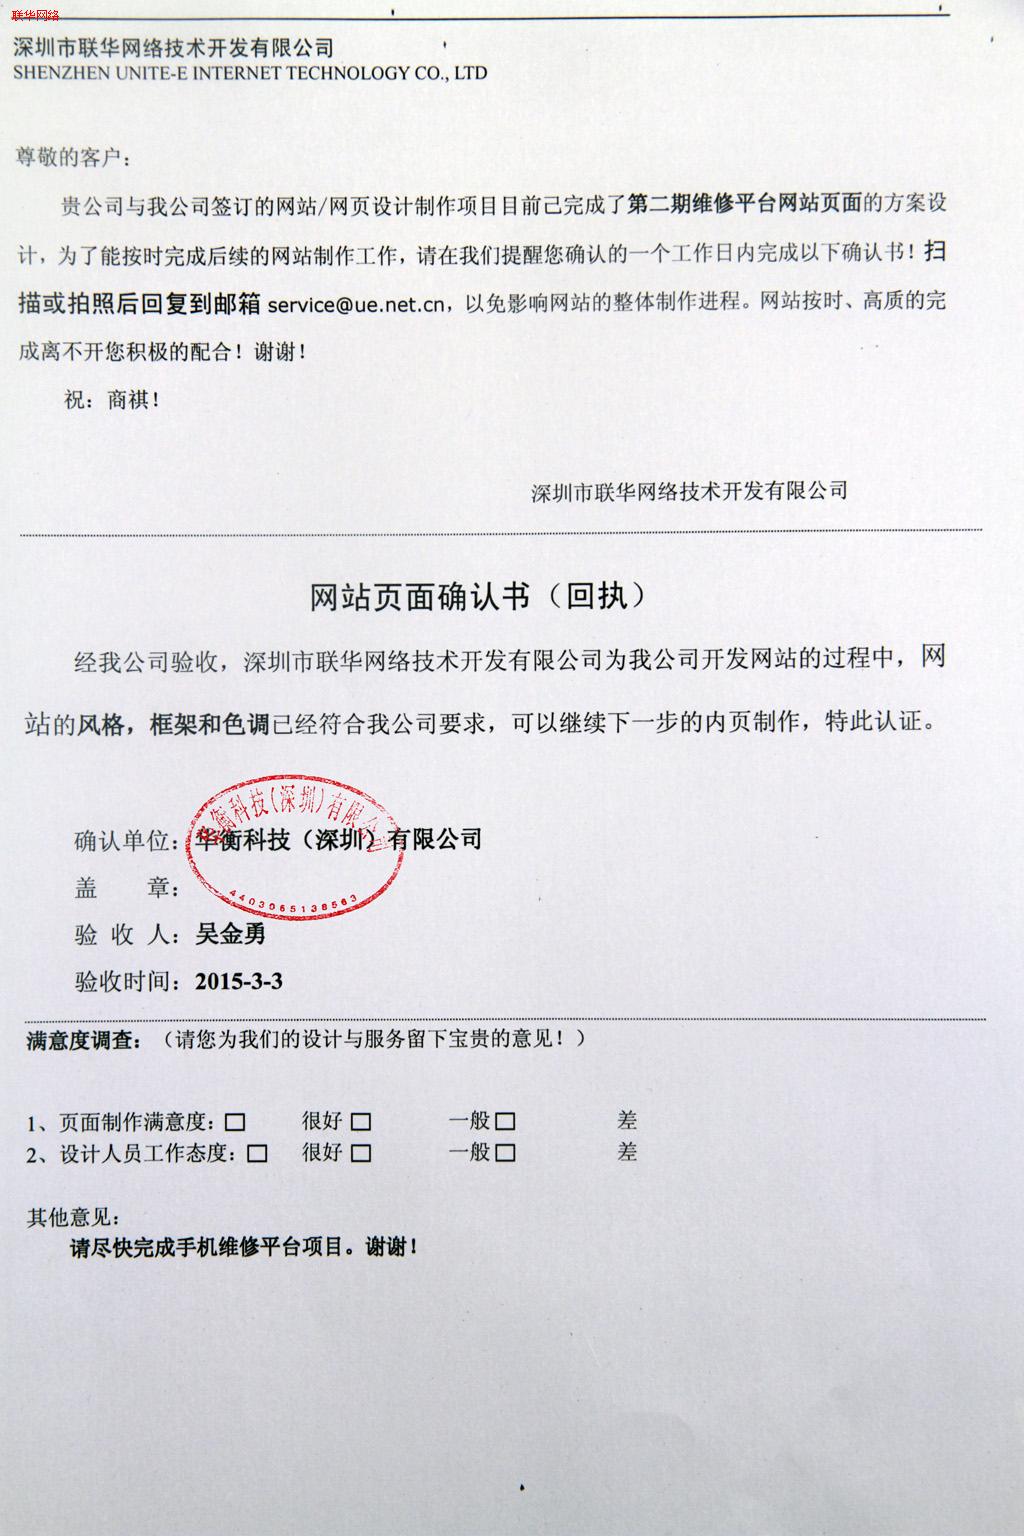 联华网络
深圳市联华网络技术开发有限公司
SHENZHEN UNITE-E INTERNET TECHNOLOGY CO., LTD
尊敬的客户：
贵公司与我公司签订的网站/网页设计制作项目目前己完成了第二期维修平台网站页面的方案设
计，为了能按时完成后续的网站制作工作，请在我们提醒您确认的一个工作日内完成以下确认书！扫
描或拍照后回复到邮箱 service@ue.net.cn，以免影响网站的整体制作进程。网站按时、高质的完
成离不开您积极的配合！谢谢！
祝：商祺！
深圳市联华网络技术开发有限公司
网站页面确认书（回执）
经我公司验收，深圳市联华网络技术开发有限公司为我公司开发网站的过程中，网
站的风格，框架和色调已经符合我公司要求，可以继续下一步的内页制作，特此认证。
华衡科技(深圳)有限公司
确认单位：华衡科技（深圳）有限公司
盖 章：
4403065138563
验 收 人：吴金勇
验收时间：2015-3-3
满意度调查：（请您为我们的设计与服务留下宝贵的意见！）
1、页面制作满意度：□ 很好 □ 一般 □ 差
2、设计人员工作态度：□ 很好 □ 一般 □ 差
其他意见：
请尽快完成手机维修平台项目。谢谢！